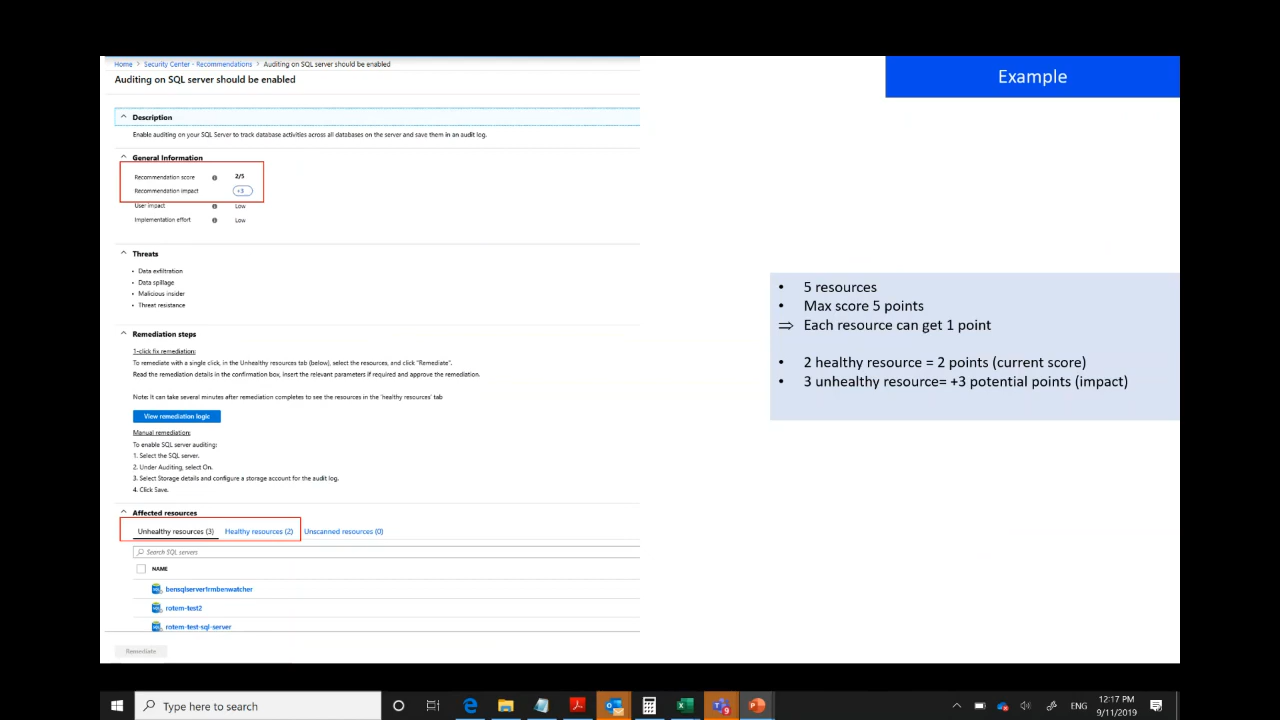 Home > Security Center - Recommendations > Auditing on SQL server should be enabled
Auditing on SQL server should be enabled
Description
Enable auditing on your SQL Server to track database activities across all databases on the server and save them in an audit log.
General Information
Recommendation score 2/5
Recommendation impact +3
User impact Low
Implementation effort Low
Threats
• Data exfiltration
• Data spillage
• Malicious insider
• Threat resistance
Remediation steps
1-click fix remediation:
To remediate with a single click, in the Unhealthy resources tab (below), select the resources, and click "Remediate".
Read the remediation details in the confirmation box, insert the relevant parameters if required and approve the remediation.
Note: It can take several minutes after remediation completes to see the resources in the 'healthy resources' tab
View remediation logic
Manual remediation:
To enable SQL server auditing:
1. Select the SQL server.
2. Under Auditing, select On.
3. Select Storage details and configure a storage account for the audit log.
4. Click Save.
Affected resources
Unhealthy resources (3) Healthy resources (2) Unscanned resources (0)
Search SQL servers
NAME
bensqlserverfrmbenwatcher
rotem-test2
rotem-test-sql-server
Remediate
Example
• 5 resources
• Max score 5 points
⇒ Each resource can get 1 point
• 2 healthy resource = 2 points (current score)
• 3 unhealthy resource= +3 potential points (impact)
Type here to search
9
ENG
12:17 PM
9/11/2019